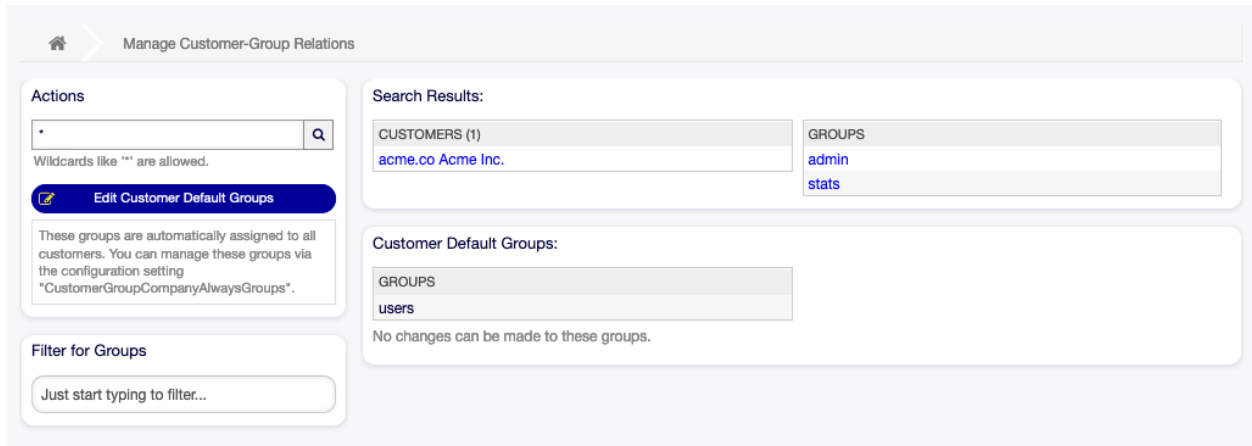 Manage Customer-Group Relations
Actions
*
Wildcards like '*' are allowed.
Edit Customer Default Groups
These groups are automatically assigned to all
customers. You can manage these groups via
the configuration setting
"CustomerGroupCompanyAlwaysGroups".
Filter for Groups
Just start typing to filter...
Search Results:
CUSTOMERS (1)
acme.co Acme Inc.
GROUPS
admin
stats
Customer Default Groups:
GROUPS
users
No changes can be made to these groups.